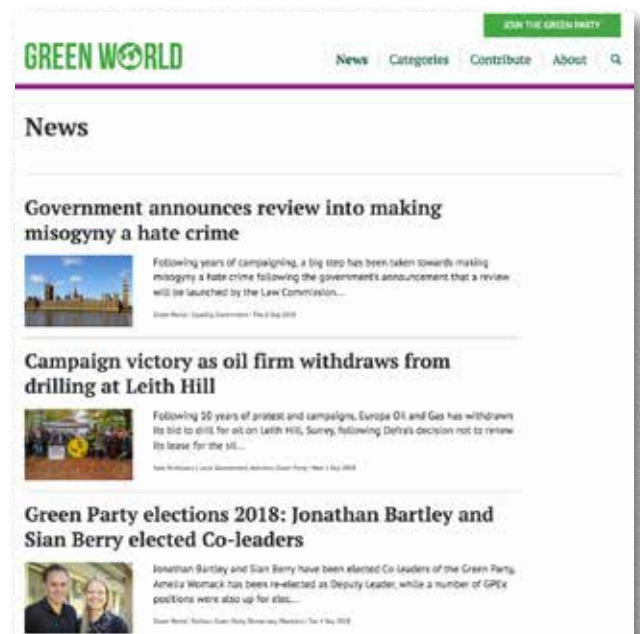 JOIN THE GREEN PARTY
GREEN WORLD
News Categories Contribute About
News
Government announces review into making
misogyny a hate crime
Following years of campaigning, a big step has been taken towards making
misogyny a hate crime following the government's announcement that a review
will be launched by the Law Commission...
Campaign victory as oil firm withdraws from
drilling at Leith Hill
Following 10 years of protest and campaigns, Europa Oil and Gas has withdrawn
its bid to drill for oil on Leith Hill, Surrey, following Defra's decision not to renew
its lease for the sit...
Green Party elections 2018: Jonathan Bartley and
Sian Berry elected Co-leaders
Jonathan Bartley and Sian Berry have been elected Co-leaders of the Green Party,
Amelia Womack has been re-elected as Deputy Leader, while a number of GPEx
positions were also up for elec...